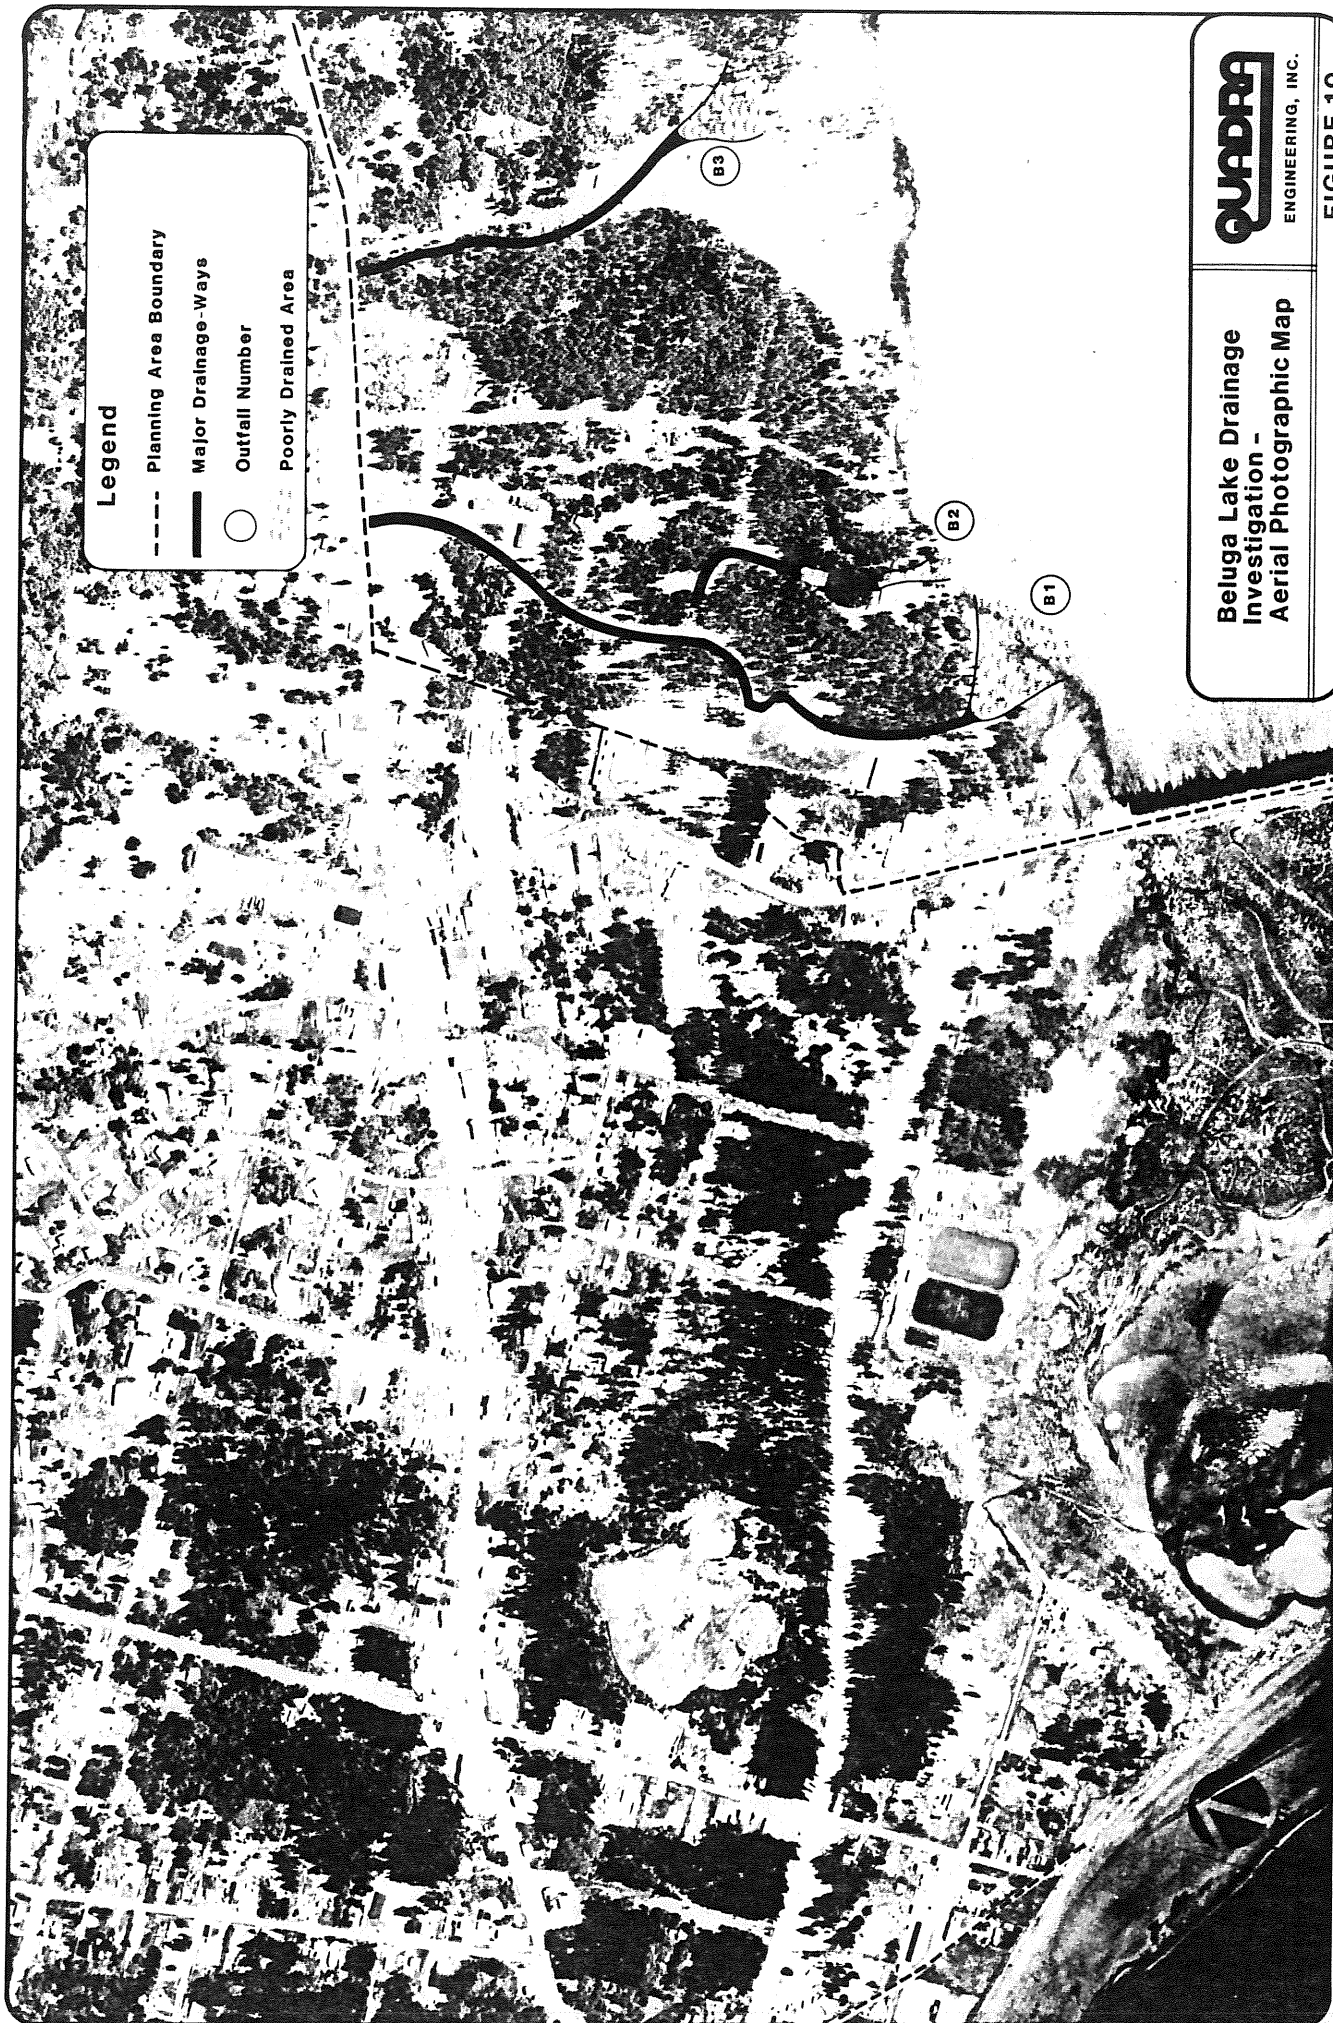 Legend
Planning Area Boundary
Major Drainage-Ways
Outfall Number
Poorly Drained Area
B3
B2
B1
Beluga Lake Drainage
Investigation -
Aerial Photographic Map
QUADRA
ENGINEERING, INC.
FIGURE